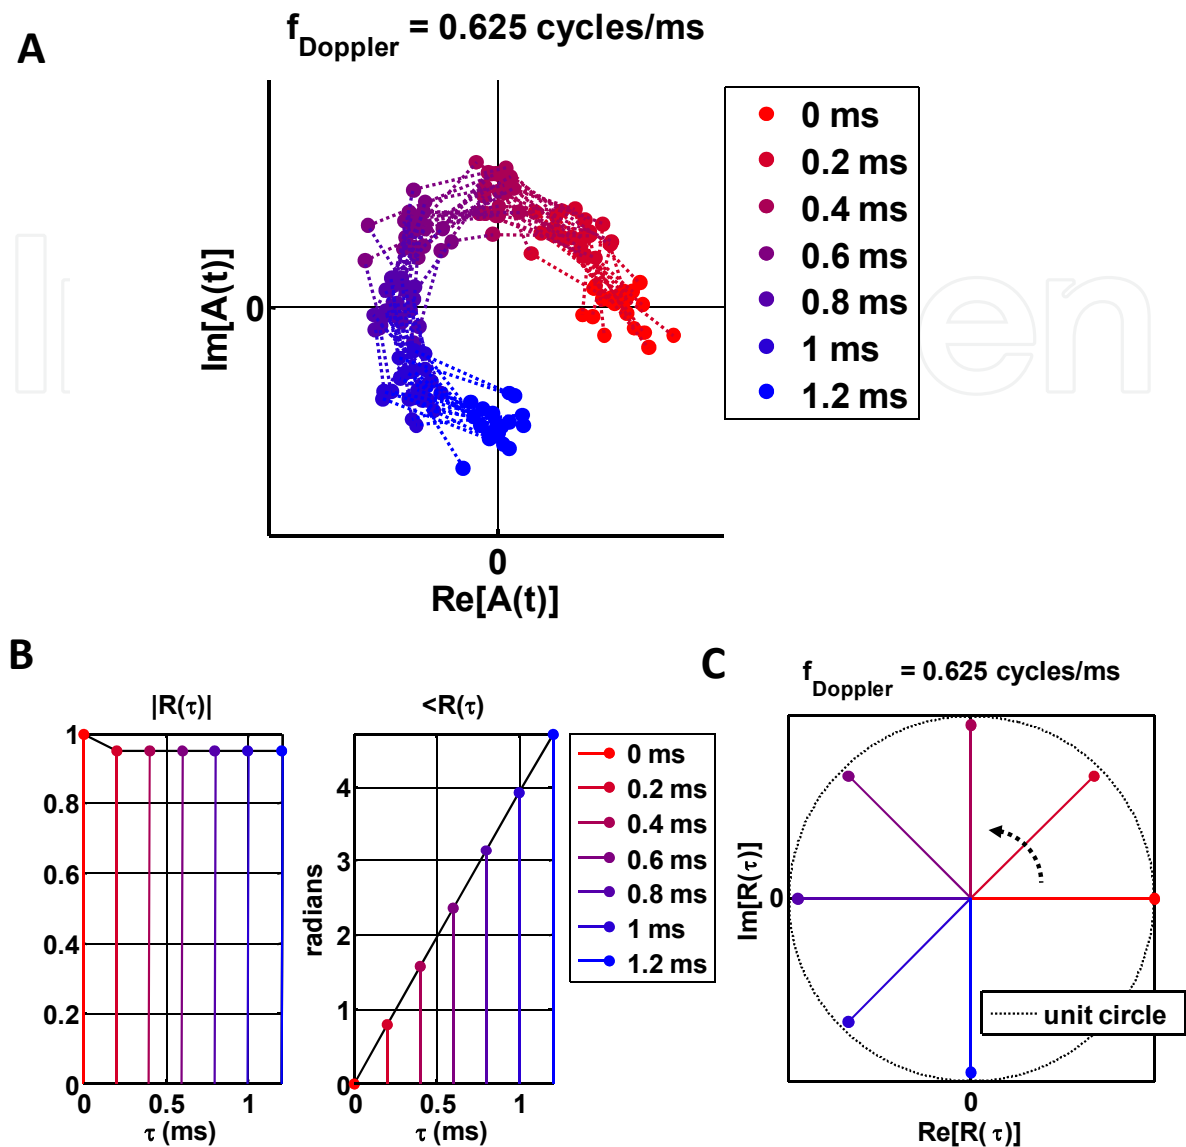 A
f_Doppler = 0.625 cycles/ms
Im[A(t)]
0
0
Re[A(t)]
0 ms
0.2 ms
0.4 ms
0.6 ms
0.8 ms
1 ms
1.2 ms
en
B
|R(τ)|
1
0.8
0.6
0.4
0.2
0
0
0.5
1
τ (ms)
<R(τ)
radians
4
3
2
1
0
0
0.5
1
τ (ms)
0 ms
0.2 ms
0.4 ms
0.6 ms
0.8 ms
1 ms
1.2 ms
C
f_Doppler = 0.625 cycles/ms
Im[R(τ)]
0
unit circle
0
Re[R(τ)]